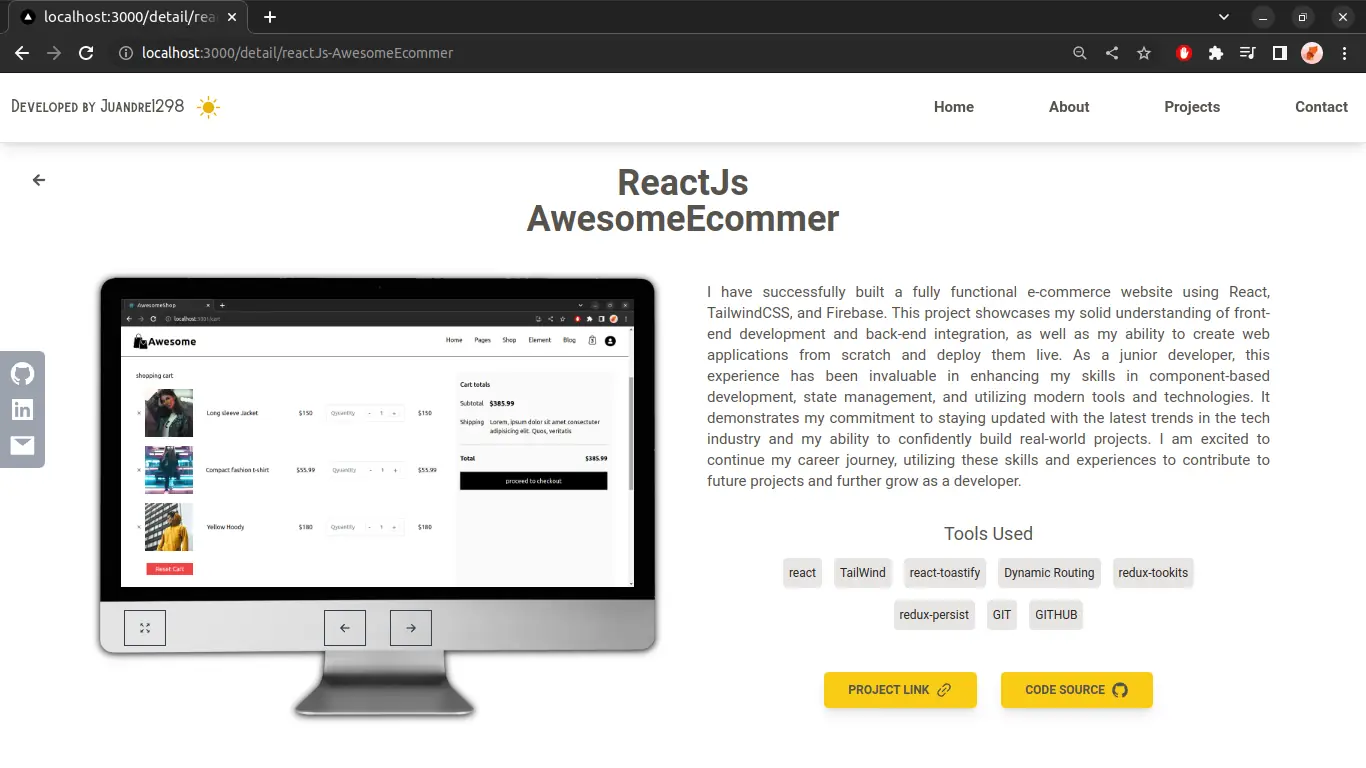 localhost:3000/detail/rea
localhost:3000/detail/reactJs-AwesomeEcommer
Developed by Juandre1298
Home About Projects Contact
ReactJs
AwesomeEcommer
AwesomeShop
localhost:3001/cart
Awesome
Home Pages Shop Element Blog
3
shopping cart
Long sleeve Jacket $150 Qyuantity - 1 + $150
Compact fashion t-shirt $55.99 Qyuantity - 1 + $55.99
Yellow Hoody $180 Qyuantity - 1 + $180
Reset Cart
Cart totals
Subtotal $385.99
Shipping Lorem, ipsum dolor sit amet consectetur
adipisicing elit. Quos, veritatis
Total $385.99
proceed to checkout
I have successfully built a fully functional e-commerce website using React,
TailwindCSS, and Firebase. This project showcases my solid understanding of front-
end development and back-end integration, as well as my ability to create web
applications from scratch and deploy them live. As a junior developer, this
experience has been invaluable in enhancing my skills in component-based
development, state management, and utilizing modern tools and technologies. It
demonstrates my commitment to staying updated with the latest trends in the tech
industry and my ability to confidently build real-world projects. I am excited to
continue my career journey, utilizing these skills and experiences to contribute to
future projects and further grow as a developer.
Tools Used
react TailWind react-toastify Dynamic Routing redux-tookits
redux-persist GIT GITHUB
PROJECT LINK CODE SOURCE